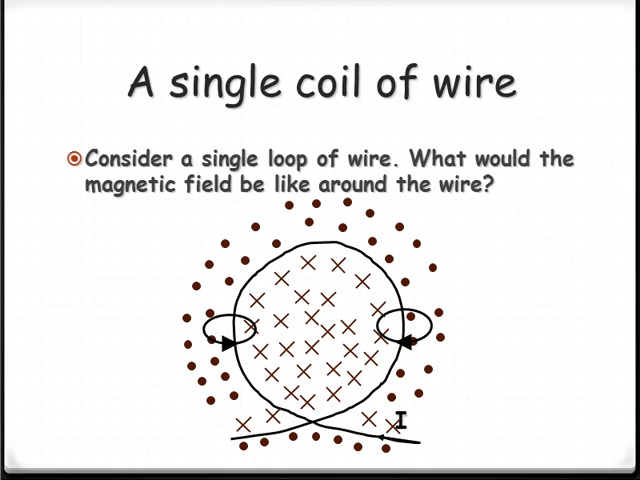 A single coil of wire
Consider a single loop of wire. What would the
magnetic field be like around the wire?
I